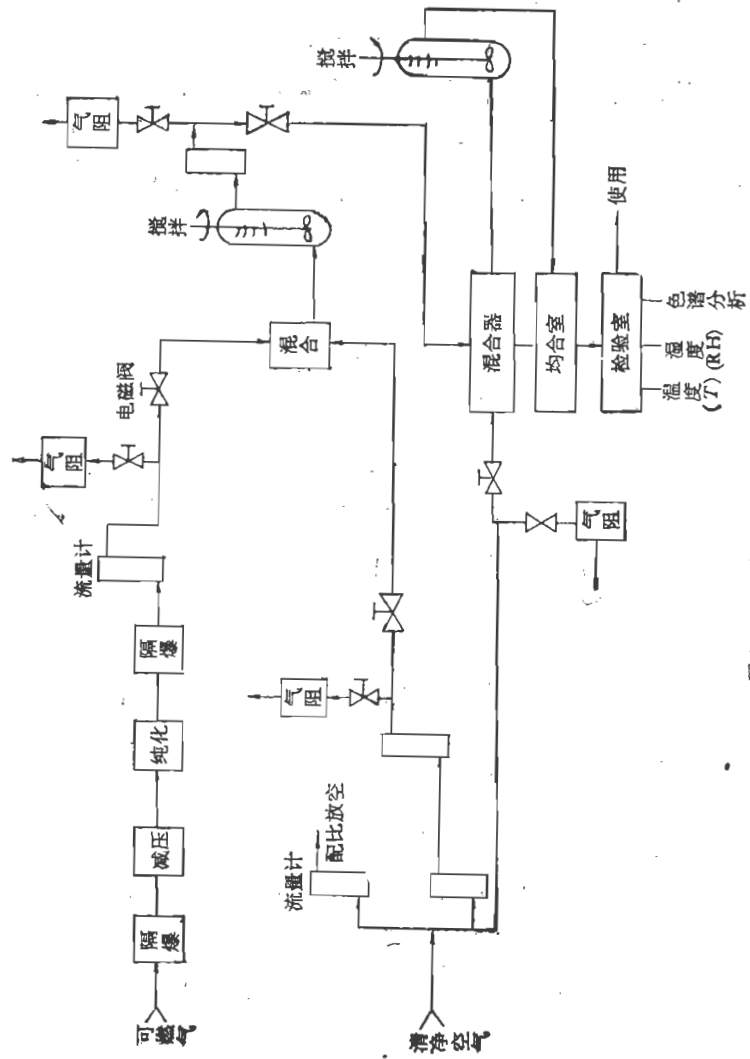 可燃气
隔爆
减压
纯化
隔爆
流量计
气阻
电磁阀
混合
搅拌
气阻
清净空气
流量计
配比放空
气阻
搅拌
混合器
均合室
检验室
使用
温度(T)
湿度(RH)
色谱分析
气阻